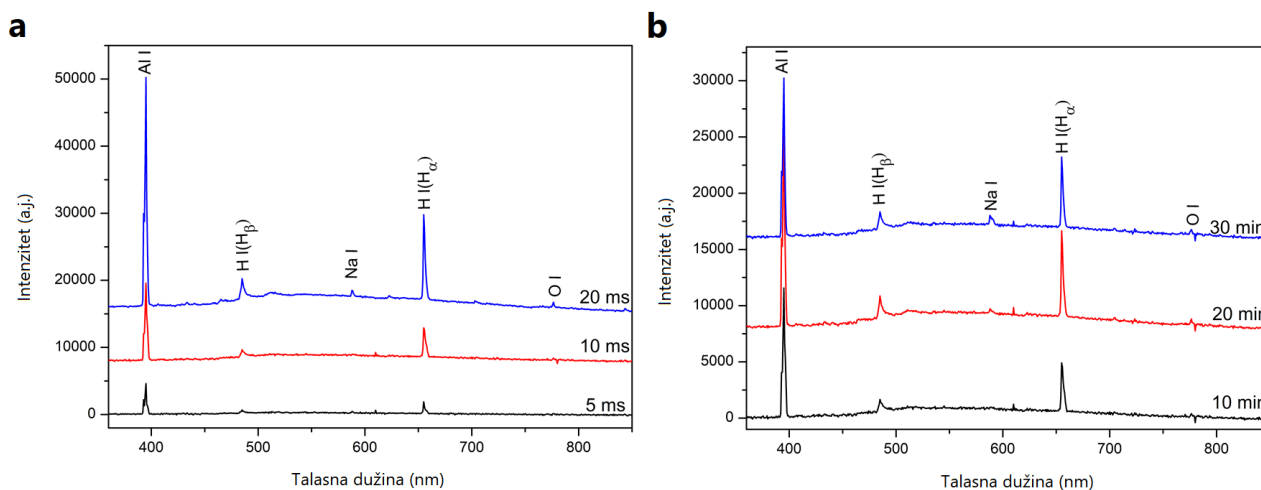 a
Intenzitet (a.j.)
50000
40000
30000
20000
10000
0
Al I
H I(Hβ)
Na I
H I(Hα)
O I
20 ms
10 ms
5 ms
400 500 600 700 800
Talasna dužina (nm)
b
Intenzitet (a.j.)
30000
25000
20000
15000
10000
5000
0
Al I
H I(Hβ)
Na I
H I(Hα)
O I
30 min
20 min
10 min
400 500 600 700 800
Talasna dužina (nm)